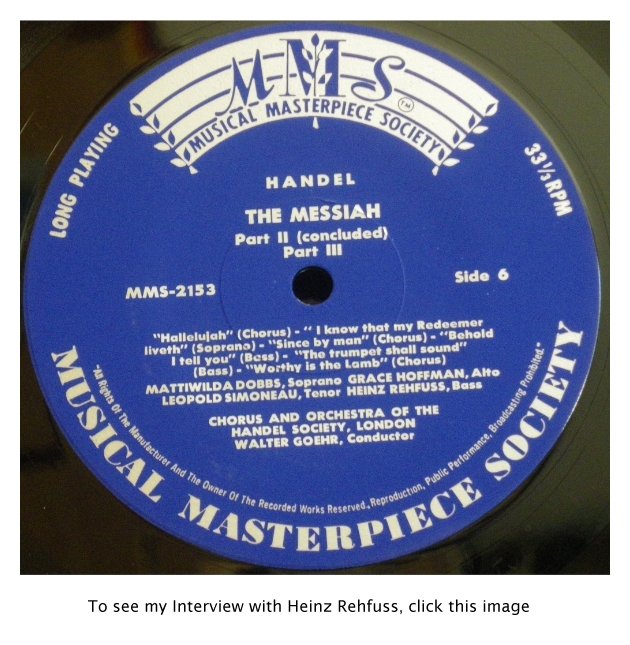 MMS
TM
MUSICAL MASTERPIECE SOCIETY
LONG PLAYING
33 1/3 RPM
HANDEL
THE MESSIAH
Part II (concluded)
Part III
MMS-2153
Side 6
"Hallelujah" (Chorus) - " I know that my Redeemer
liveth" (Soprano) - "Since by man" (Chorus) - "Behold
I tell you" (Bass) - "The trumpet shall sound"
(Bass) - "Worthy is the Lamb" (Chorus)
MATTIWILDA DOBBS, Soprano GRACE HOFFMAN, Alto
LEOPOLD SIMONEAU, Tenor HEINZ REHFUSS, Bass
CHORUS AND ORCHESTRA OF THE
HANDEL SOCIETY, LONDON
WALTER GOEHR, Conductor
"All Rights Of The Manufacturer And The Owner Of The Recorded Works Reserved., Reproduction, Public Performance, Broadcasting Prohibited."
MUSICAL MASTERPIECE SOCIETY
To see my Interview with Heinz Rehfuss, click this image